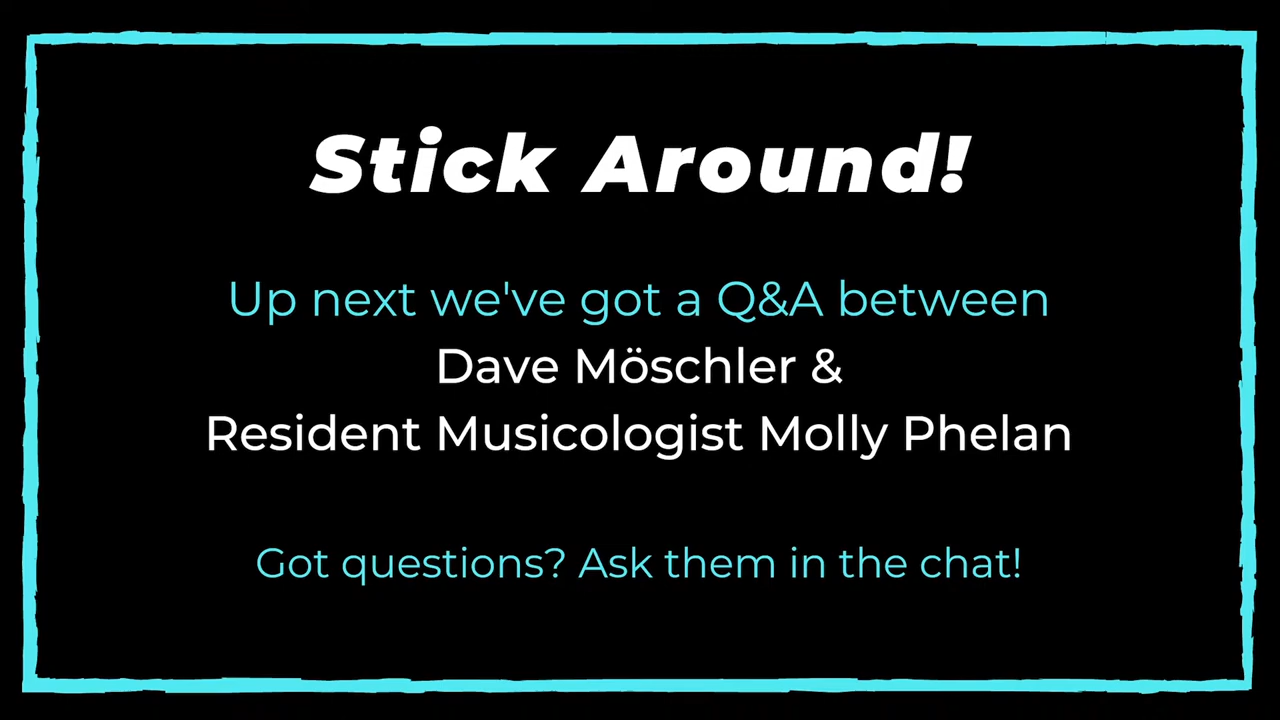 Stick Around!
Up next we've got a Q&A between
Dave Möschler &
Resident Musicologist Molly Phelan
Got questions? Ask them in the chat!